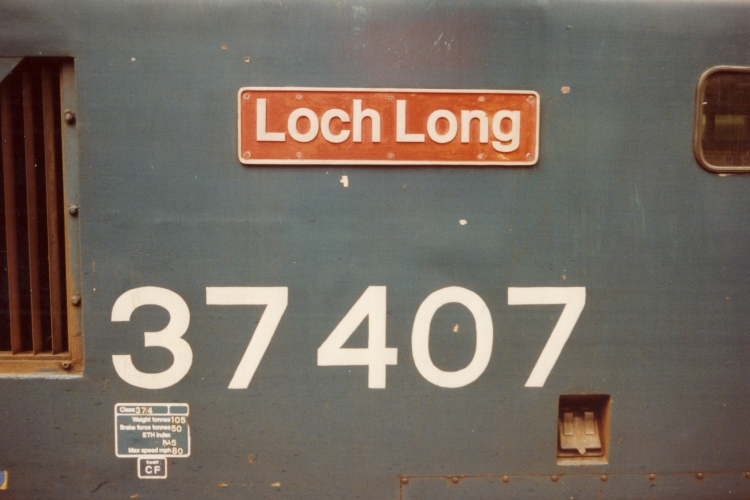 Loch Long
37407
Class 37/4
Weight tonnes 105
Brake force tonnes 50
ETH Index
RA5
Max speed mph 80
CF